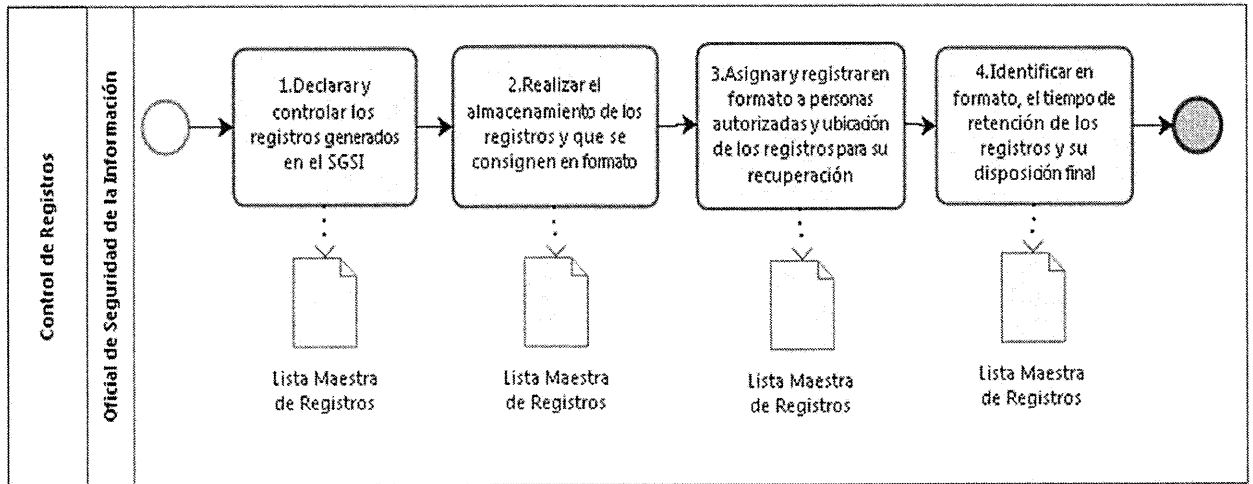 Control de Registros
Oficial de Seguridad de la Información
1.Declarar y
controlar los
registros generados
en el SGSI
2.Realizar el
almacenamiento de los
registros y que se
consignen en formato
3.Asignar y registrar en
formato a personas
autorizadas y ubicación
de los registros para su
recuperación
4.Identificar en
formato, el tiempo de
retención de los
registros y su
disposición final
Lista Maestra
de Registros
Lista Maestra
de Registros
Lista Maestra
de Registros
Lista Maestra
de Registros